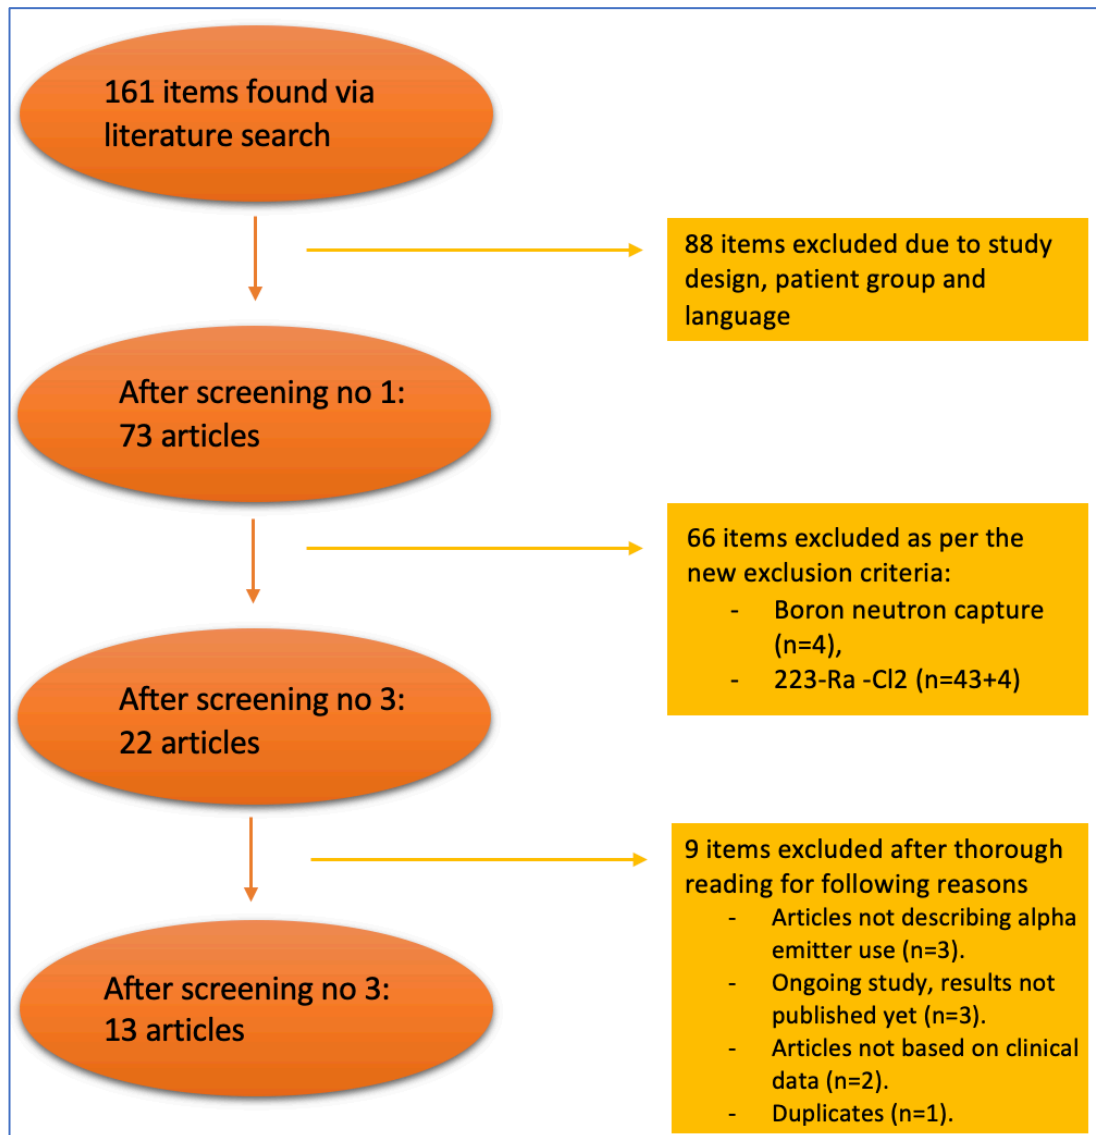 161 items found via
literature search
88 items excluded due to study
design, patient group and
language
After screening no 1:
73 articles
66 items excluded as per the
new exclusion criteria:
- Boron neutron capture
(n=4),
- 223-Ra -Cl2 (n=43+4)
After screening no 3:
22 articles
9 items excluded after thorough
reading for following reasons
- Articles not describing alpha
emitter use (n=3).
- Ongoing study, results not
published yet (n=3).
- Articles not based on clinical
data (n=2).
- Duplicates (n=1).
After screening no 3:
13 articles